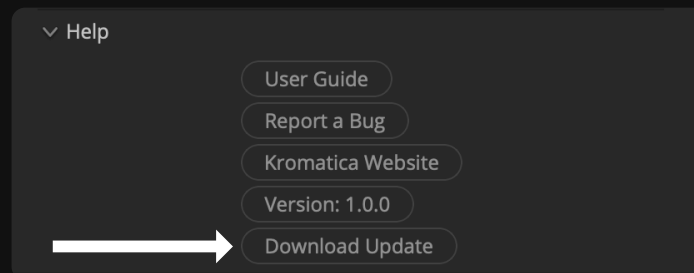 Help
User Guide
Report a Bug
Kromatica Website
Version: 1.0.0
Download Update